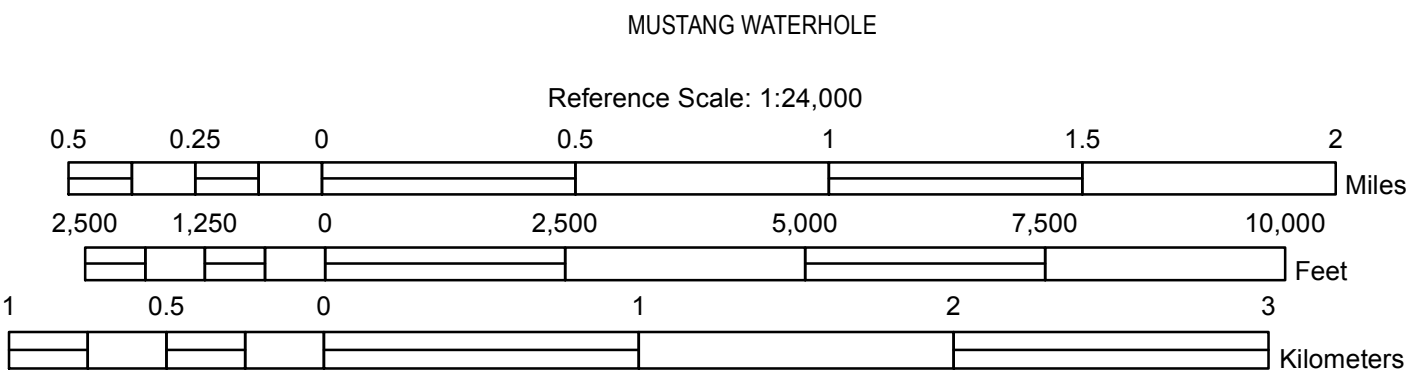 MUSTANG WATERHOLE
Reference Scale: 1:24,000
0.5 0.25 0 0.5 1 1.5 2
Miles
2,500 1,250 0 2,500 5,000 7,500 10,000
Feet
1 0.5 0 1 2 3
Kilometers